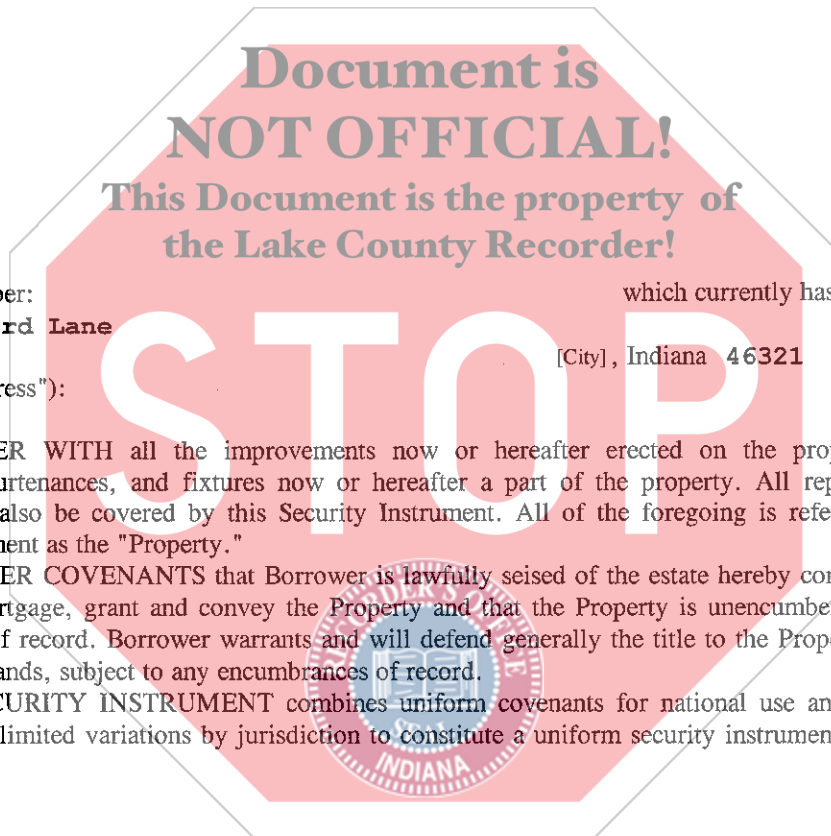 Document is
NOT OFFICIAL!
This Document is the property of
the Lake County Recorder!
ber: which currently has
rd Lane
[City], Indiana 46321
ress"):
STOP
ER WITH all the improvements now or hereafter erected on the prop
urtenances, and fixtures now or hereafter a part of the property. All rep
also be covered by this Security Instrument. All of the foregoing is refe
nent as the "Property."
ER COVENANTS that Borrower is lawfully seised of the estate hereby con
rtgage, grant and convey the Property and that the Property is unencumbe
f record. Borrower warrants and will defend generally the title to the Prop
ands, subject to any encumbrances of record.
CURITY INSTRUMENT combines uniform covenants for national use an
limited variations by jurisdiction to constitute a uniform security instrumen
RECORDER'S
SEAL
INDIANA